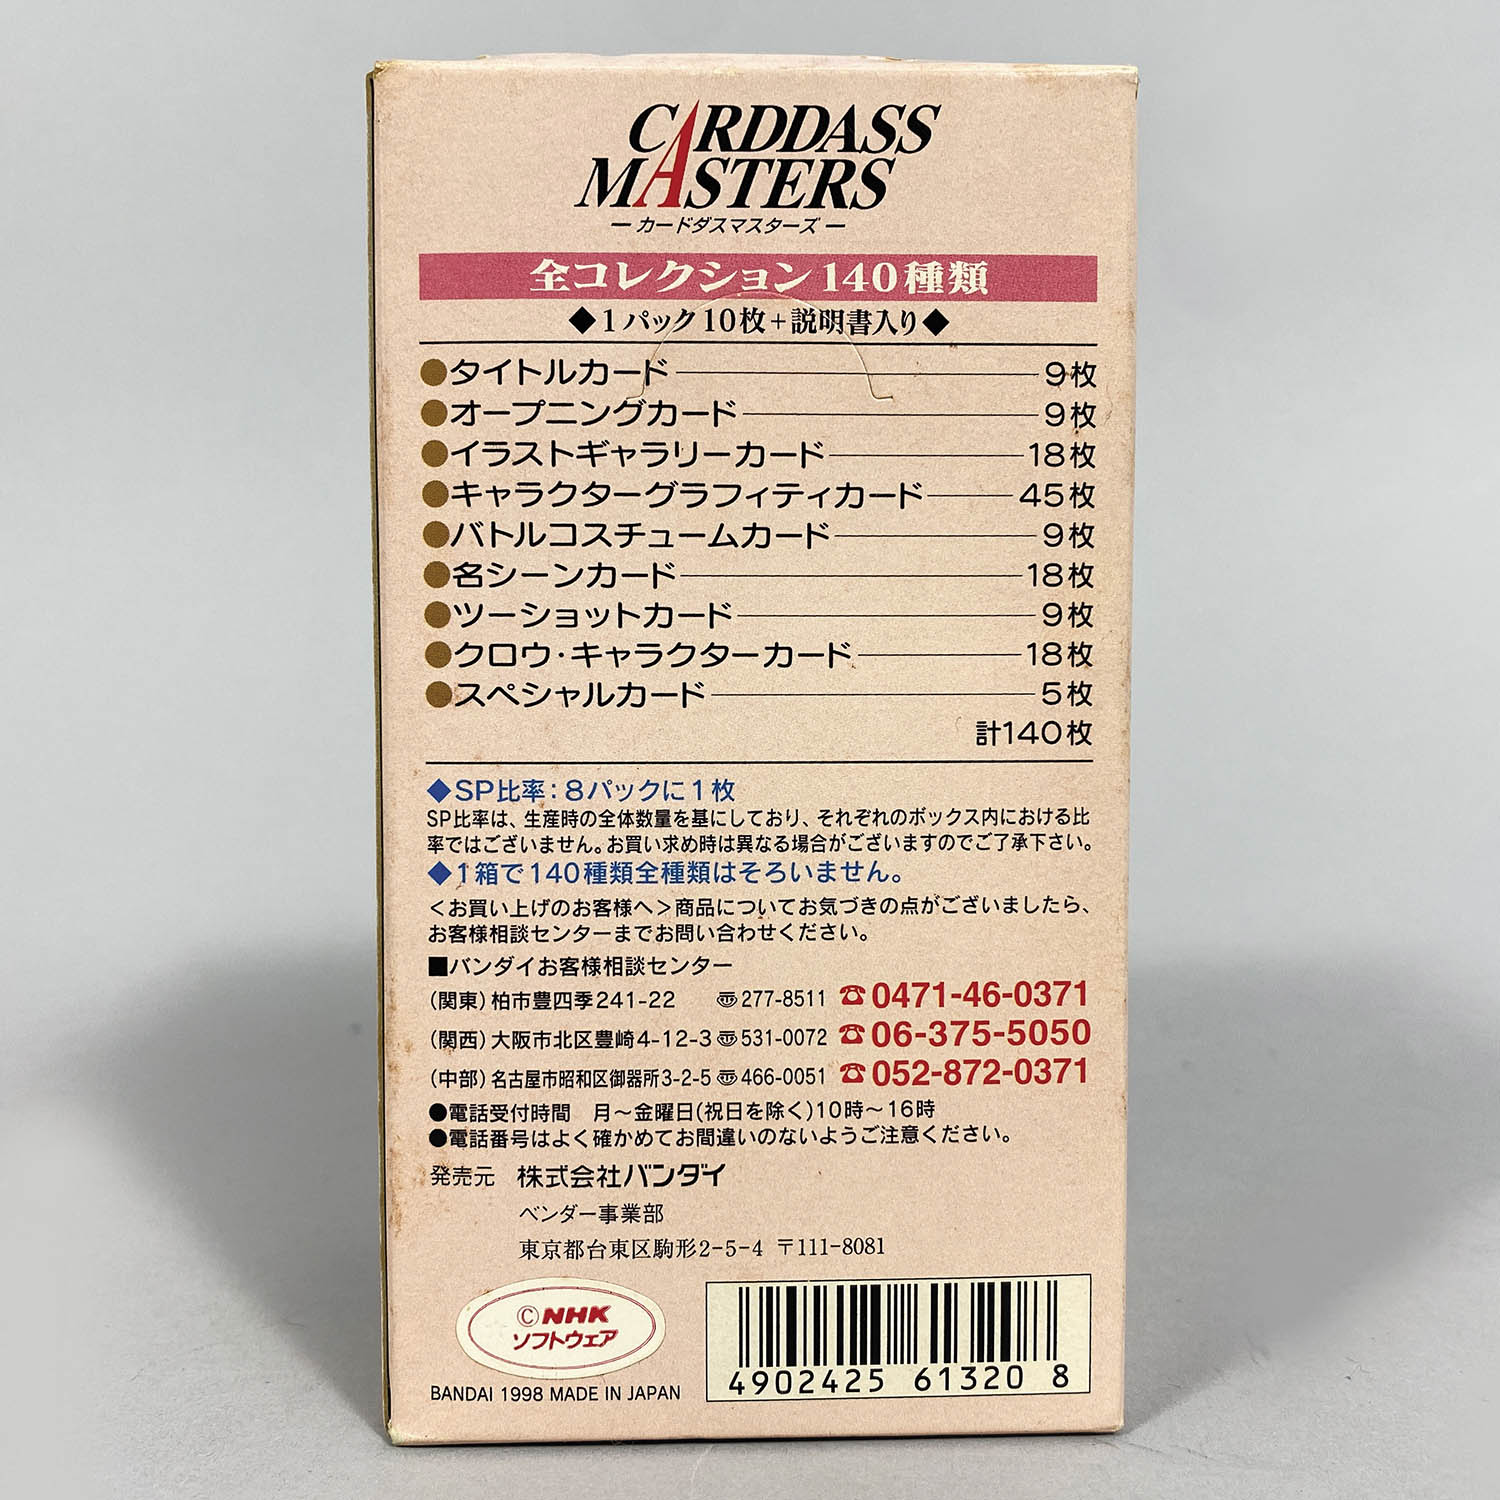 CARDDASS
MASTERS
ーカードダスマスターズー
全コレクション140種類
◆1パック10枚+説明書入り◆
●タイトルカード 9枚
●オープニングカード 9枚
●イラストギャラリーカード 18枚
●キャラクターグラフィティカード 45枚
●バトルコスチュームカード 9枚
●名シーンカード 18枚
●ツーショットカード 9枚
●クロウ・キャラクターカード 18枚
●スペシャルカード 5枚
計140枚
◆SP比率:8パックに1枚
SP比率は、生産時の全体数量を基にしており、それぞれのボックス内における比
率ではございません。お買い求め時は異なる場合がございますのでご了承下さい。
◆1箱で140種類全種類はそろいません。
<お買い上げのお客様へ>商品についてお気づきの点がございましたら、
お客様相談センターまでお問い合わせください。
■バンダイお客様相談センター
(関東)柏市豊四季241-22 〠277-8511 ☎0471-46-0371
(関西)大阪市北区豊崎4-12-3〠531-0072 ☎06-375-5050
(中部)名古屋市昭和区御器所3-2-5〠466-0051 ☎052-872-0371
●電話受付時間 月〜金曜日(祝日を除く)10時〜16時
●電話番号はよく確かめてお間違いのないようご注意ください。
発売元 株式会社バンダイ
ベンダー事業部
東京都台東区駒形2-5-4 〒111-8081
©NHK
ソフトウェア
BANDAI 1998 MADE IN JAPAN
4902425 61320 8